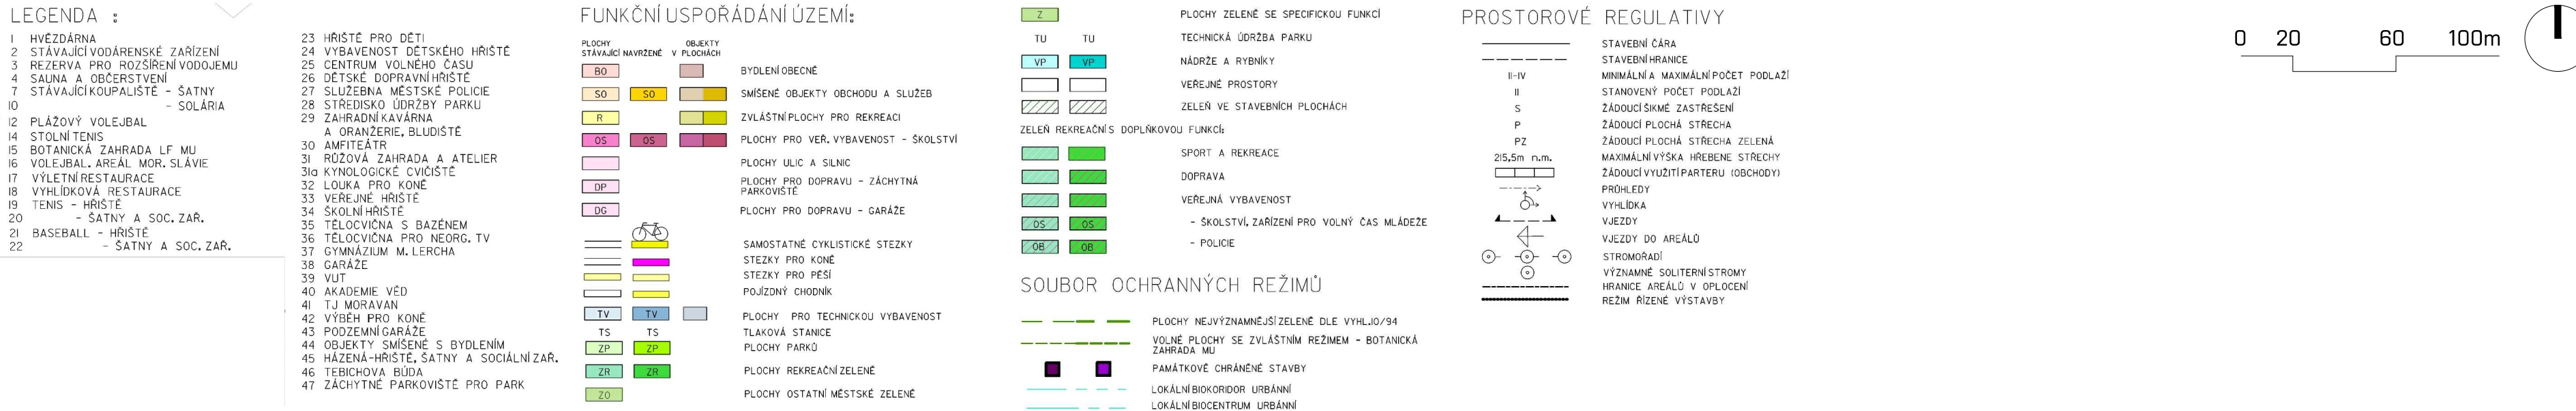 LEGENDA :
1 HVĚZDÁRNA
2 STÁVAJÍCÍ VODÁRENSKÉ ZAŘÍZENÍ
3 REZERVA PRO ROZŠÍŘENÍ VODOJEMU
4 SAUNA A OBČERSTVENÍ
7 STÁVAJÍCÍ KOUPALIŠTĚ - ŠATNY
10 - SOLÁRIA
12 PLÁŽOVÝ VOLEJBAL
14 STOLNÍ TENIS
15 BOTANICKÁ ZAHRADA LF MU
16 VOLEJBAL. AREÁL MOR. SLÁVIE
17 VÝLETNÍ RESTAURACE
18 VYHLÍDKOVÁ RESTAURACE
19 TENIS - HŘIŠTĚ
20 - ŠATNY A SOC. ZAŘ.
21 BASEBALL - HŘIŠTĚ
22 - ŠATNY A SOC. ZAŘ.
23 HŘIŠTĚ PRO DĚTI
24 VYBAVENOST DĚTSKÉHO HŘIŠTĚ
25 CENTRUM VOLNÉHO ČASU
26 DĚTSKÉ DOPRAVNÍ HŘIŠTĚ
27 SLUŽEBNA MĚSTSKÉ POLICIE
28 STŘEDISKO ÚDRŽBY PARKU
29 ZAHRADNÍ KAVÁRNA
A ORANŽERIE, BLUDIŠTĚ
30 AMFITEÁTR
31 RŮŽOVÁ ZAHRADA A ATELIER
31a KYNOLOGICKÉ CVIČIŠTĚ
32 LOUKA PRO KONĚ
33 VEŘEJNÉ HŘIŠTĚ
34 ŠKOLNÍ HŘIŠTĚ
35 TĚLOCVIČNA S BAZÉNEM
36 TĚLOCVIČNA PRO NEORG. TV
37 GYMNÁZIUM M. LERCHA
38 GARÁŽE
39 VUT
40 AKADEMIE VĚD
41 TJ MORAVAN
42 VÝBĚH PRO KONĚ
43 PODZEMNÍ GARÁŽE
44 OBJEKTY SMÍŠENÉ S BYDLENÍM
45 HÁZENÁ-HŘIŠTĚ, ŠATNY A SOCIÁLNÍ ZAŘ.
46 TEBICHOVA BÚDA
47 ZÁCHYTNÉ PARKOVIŠTĚ PRO PARK
FUNKČNÍ USPOŘÁDÁNÍ ÚZEMÍ:
PLOCHY OBJEKTY
STÁVAJÍCÍ NAVRŽENÉ V PLOCHÁCH
BO BYDLENÍ OBECNÉ
SO SO SMÍŠENÉ OBJEKTY OBCHODU A SLUŽEB
R ZVLÁŠTNÍ PLOCHY PRO REKREACI
OS OS PLOCHY PRO VEŘ. VYBAVENOST - ŠKOLSTVÍ
PLOCHY ULIC A SILNIC
DP PLOCHY PRO DOPRAVU - ZÁCHYTNÁ
PARKOVIŠTĚ
DG PLOCHY PRO DOPRAVU - GARÁŽE
SAMOSTATNÉ CYKLISTICKÉ STEZKY
STEZKY PRO KONĚ
STEZKY PRO PĚŠÍ
POJÍZDNÝ CHODNÍK
TV TV PLOCHY PRO TECHNICKOU VYBAVENOST
TS TS TLAKOVÁ STANICE
ZP ZP PLOCHY PARKŮ
ZR ZR PLOCHY REKREAČNÍ ZELENĚ
ZO PLOCHY OSTATNÍ MĚSTSKÉ ZELENĚ
Z PLOCHY ZELENĚ SE SPECIFICKOU FUNKCÍ
TU TU TECHNICKÁ ÚDRŽBA PARKU
VP VP NÁDRŽE A RYBNÍKY
VEŘEJNÉ PROSTORY
ZELEŇ VE STAVEBNÍCH PLOCHÁCH
ZELEŇ REKREAČNÍ S DOPLŇKOVOU FUNKCÍ:
SPORT A REKREACE
DOPRAVA
VEŘEJNÁ VYBAVENOST
OS OS - ŠKOLSTVÍ, ZAŘÍZENÍ PRO VOLNÝ ČAS MLÁDEŽE
OB OB - POLICIE
SOUBOR OCHRANNÝCH REŽIMŮ
PLOCHY NEJVÝZNAMNĚJŠÍ ZELENĚ DLE VYHL.10/94
VOLNÉ PLOCHY SE ZVLÁŠTNÍM REŽIMEM - BOTANICKÁ
ZAHRADA MU
PAMÁTKOVĚ CHRÁNĚNÉ STAVBY
LOKÁLNÍ BIOKORIDOR URBÁNNÍ
LOKÁLNÍ BIOCENTRUM URBÁNNÍ
PROSTOROVÉ REGULATIVY
STAVEBNÍ ČÁRA
STAVEBNÍ HRANICE
II-IV MINIMÁLNÍ A MAXIMÁLNÍ POČET PODLAŽÍ
II STANOVENÝ POČET PODLAŽÍ
S ŽÁDOUCÍ ŠIKMÉ ZASTŘEŠENÍ
P ŽÁDOUCÍ PLOCHÁ STŘECHA
PZ ŽÁDOUCÍ PLOCHÁ STŘECHA ZELENÁ
215,5m n.m. MAXIMÁLNÍ VÝŠKA HŘEBENE STŘECHY
ŽÁDOUCÍ VYUŽITÍ PARTERU (OBCHODY)
PRŮHLEDY
VYHLÍDKA
VJEZDY
VJEZDY DO AREÁLŮ
STROMOŘADÍ
VÝZNAMNÉ SOLITERNÍ STROMY
HRANICE AREÁLŮ V OPLOCENÍ
REŽIM ŘÍZENÉ VÝSTAVBY
0 20 60 100m